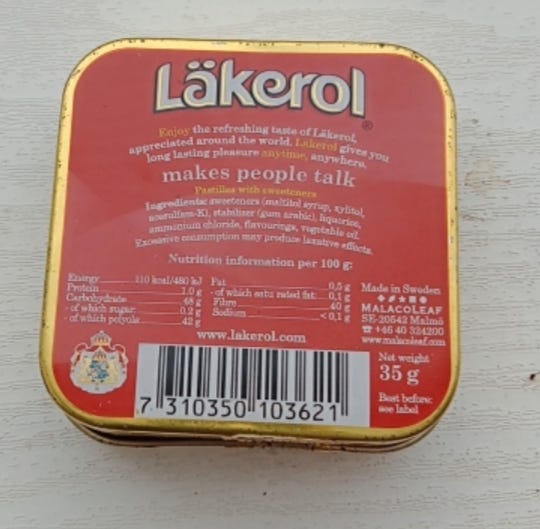 Läkerol®
Enjoy the refreshing taste of Läkerol,
appreciated around the world. Läkerol gives you
long lasting pleasure anytime, anywhere.
makes people talk
Pastilles with sweeteners
Ingredients: sweeteners (maltitol syrup, xylitol,
acesulfam-K), stabilizer (gum arabic), liquorice,
ammonium chloride, flavourings, vegetable oil.
Excessive consumption may produce laxative effects.
Nutrition information per 100 g:
Energy 110 kcal/480 kJ
Protein 1.0 g
Carbohydrate 48 g
- of which sugar: 0.2 g
- of which polyols 42 g
Fat 0,5 g
- of which satu rated fat: 0,1 g
Fibre 40 g
Sodium <0,1 g
Made in Sweden
MALACOLEAF
SE-20542 Malmö
☎ +46 40 324200
www.malacoleaf.com
www.lakerol.com
Net weight
35 g
Best before:
see label
7 310350 103621